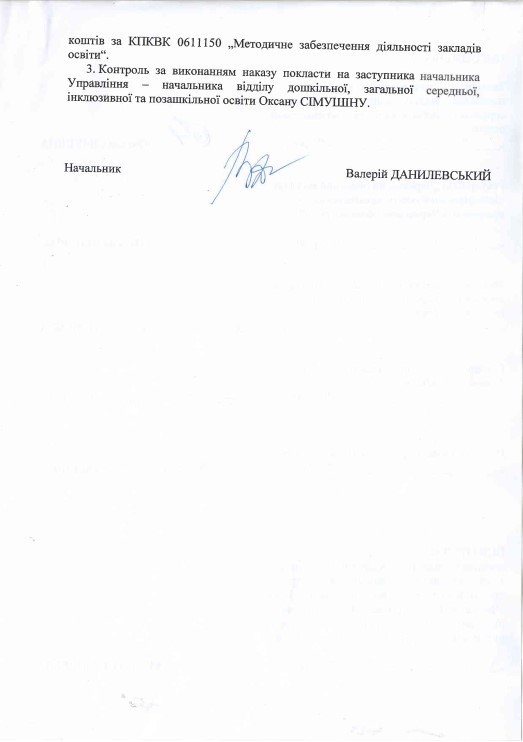 коштів за КПКВК 0611150 „Методичне забезпечення діяльності закладів
освіти“.
3. Контроль за виконанням наказу покласти на заступника начальника
Управління – начальника відділу дошкільної, загальної середньої,
інклюзивної та позашкільної освіти Оксану СІМУШІНУ.
Начальник
Валерій ДАНИЛЕВСЬКИЙ